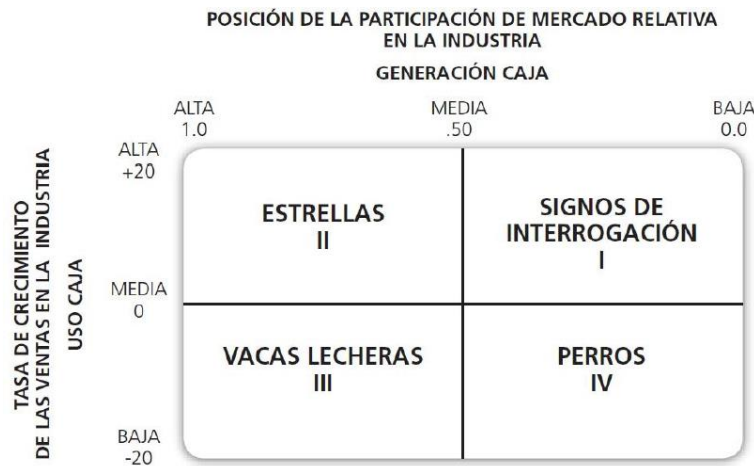 POSICIÓN DE LA PARTICIPACIÓN DE MERCADO RELATIVA
EN LA INDUSTRIA
GENERACIÓN CAJA
ALTA
1.0
MEDIA
.50
BAJA
0.0
TASA DE CRECIMIENTO
DE LAS VENTAS EN LA INDUSTRIA
USO CAJA
ALTA
+20
MEDIA
0
BAJA
-20
ESTRELLAS
II
SIGNOS DE
INTERROGACIÓN
I
VACAS LECHERAS
III
PERROS
IV